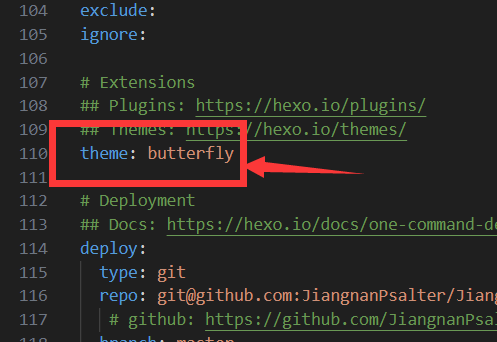 104 exclude:
105 ignore:
106
107 # Extensions
108 ## Plugins: https://hexo.io/plugins/
109 ## Themes: https://hexo.io/themes/
110 theme: butterfly
111
112 # Deployment
113 ## Docs: https://hexo.io/docs/one-command-de
114 deploy:
115 type: git
116 repo: git@github.com:JiangnanPsalter/Jiang
117 # github: https://github.com/JiangnanPsal
118 branch: master